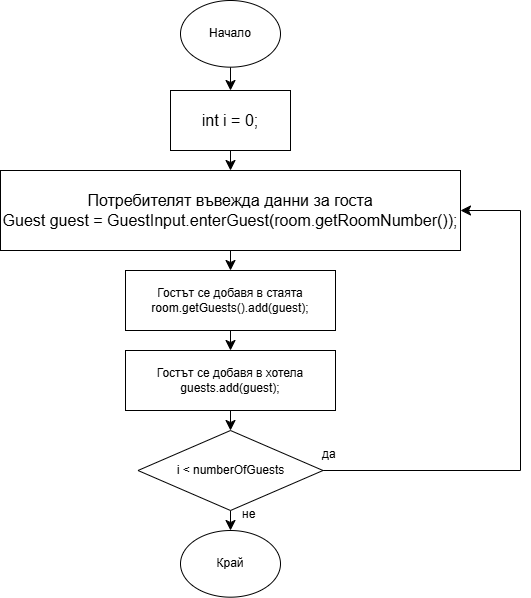 Начало
int i = 0;
Потребителят въвежда данни за госта
Guest guest = GuestInput.enterGuest(room.getRoomNumber());
Гостът се добавя в стаята
room.getGuests().add(guest);
Гостът се добавя в хотела
guests.add(guest);
i < numberOfGuests
да
не
Край